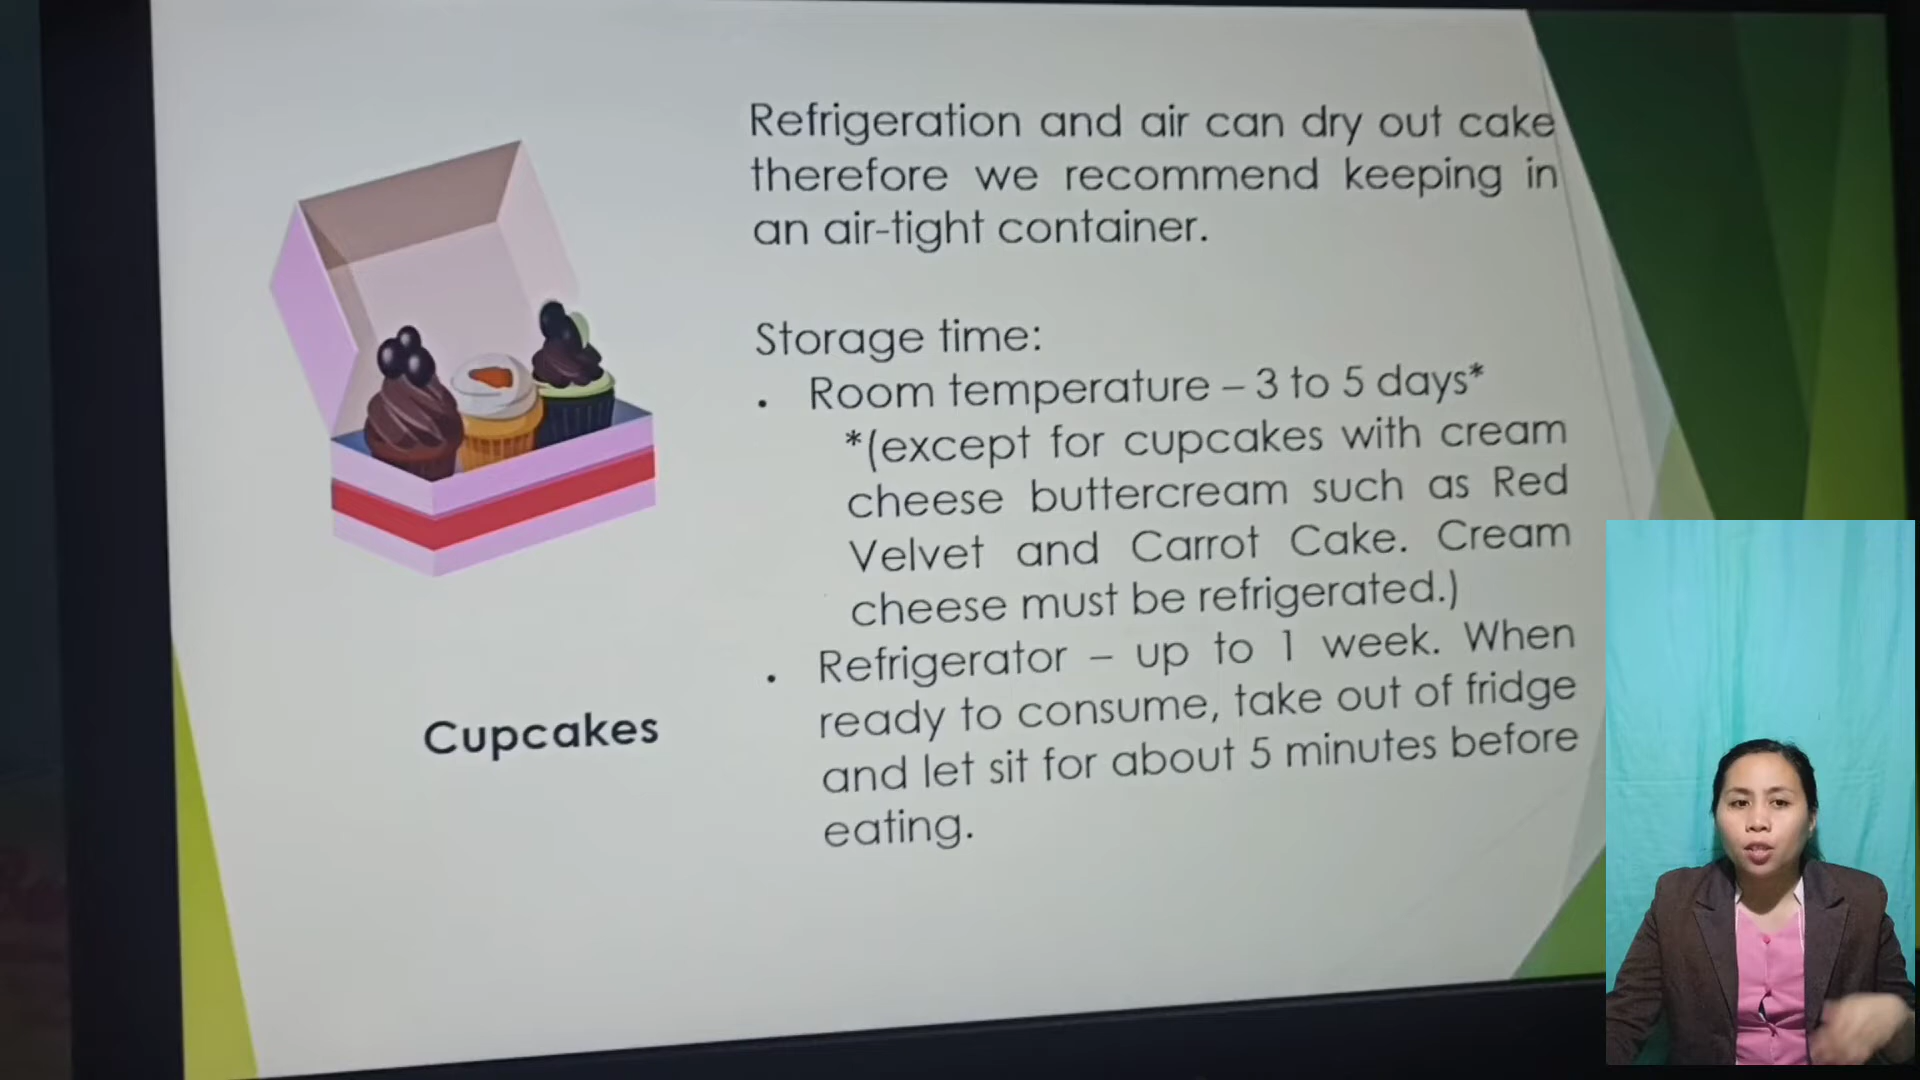 Refrigeration and air can dry out cake
therefore we recommend keeping in
an air-tight container.
Storage time:
• Room temperature – 3 to 5 days*
*(except for cupcakes with cream
cheese buttercream such as Red
Velvet and Carrot Cake. Cream
cheese must be refrigerated.)
• Refrigerator – up to 1 week. When
ready to consume, take out of fridge
and let sit for about 5 minutes before
eating.
Cupcakes